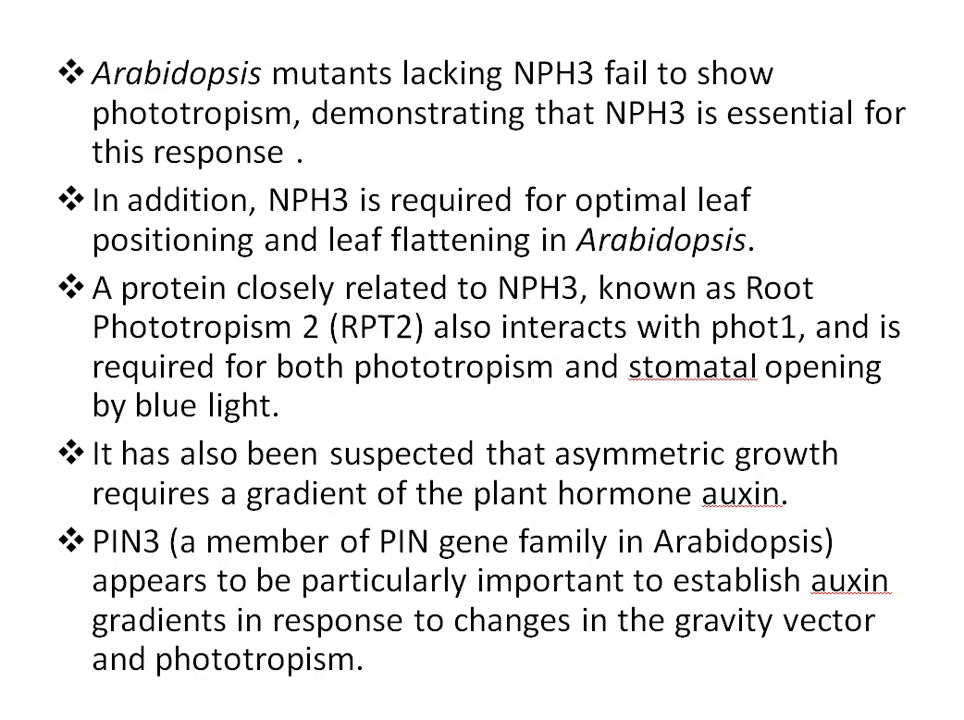 ❖ Arabidopsis mutants lacking NPH3 fail to show
phototropism, demonstrating that NPH3 is essential for
this response .
❖ In addition, NPH3 is required for optimal leaf
positioning and leaf flattening in Arabidopsis.
❖ A protein closely related to NPH3, known as Root
Phototropism 2 (RPT2) also interacts with phot1, and is
required for both phototropism and stomatal opening
by blue light.
❖ It has also been suspected that asymmetric growth
requires a gradient of the plant hormone auxin.
❖ PIN3 (a member of PIN gene family in Arabidopsis)
appears to be particularly important to establish auxin
gradients in response to changes in the gravity vector
and phototropism.